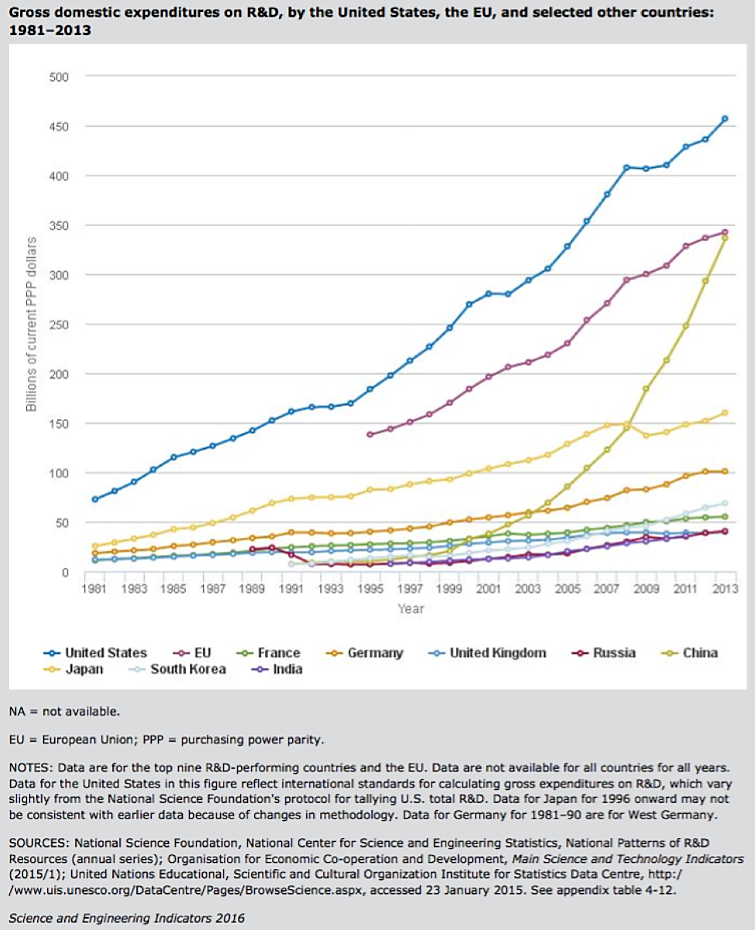 Gross domestic expenditures on R&D, by the United States, the EU, and selected other countries:
1981–2013
500
450
400
350
300
250
200
150
100
50
0
Billions of current PPP dollars
1981 1983 1985 1987 1989 1991 1993 1995 1997 1999 2001 2003 2005 2007 2009 2011 2013
Year
United States EU France Germany United Kingdom Russia China
Japan South Korea India
NA = not available.
EU = European Union; PPP = purchasing power parity.
NOTES: Data are for the top nine R&D-performing countries and the EU. Data are not available for all countries for all years.
Data for the United States in this figure reflect international standards for calculating gross expenditures on R&D, which vary
slightly from the National Science Foundation's protocol for tallying U.S. total R&D. Data for Japan for 1996 onward may not
be consistent with earlier data because of changes in methodology. Data for Germany for 1981–90 are for West Germany.
SOURCES: National Science Foundation, National Center for Science and Engineering Statistics, National Patterns of R&D
Resources (annual series); Organisation for Economic Co-operation and Development, Main Science and Technology Indicators
(2015/1); United Nations Educational, Scientific and Cultural Organization Institute for Statistics Data Centre, http:/
/www.uis.unesco.org/DataCentre/Pages/BrowseScience.aspx, accessed 23 January 2015. See appendix table 4-12.
Science and Engineering Indicators 2016